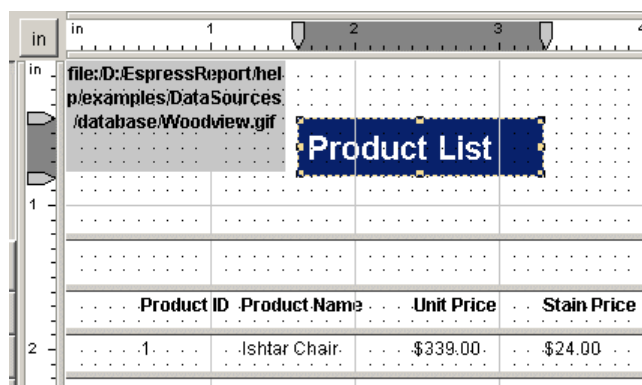 in
in 1 2 3 4
in
file:/D:/EspressReport/hel
p/examples/DataSources
/database/Woodview.gif
Product List
1
Product ID Product Name Unit Price Stain Price
2
1 Ishtar Chair $339.00 $24.00